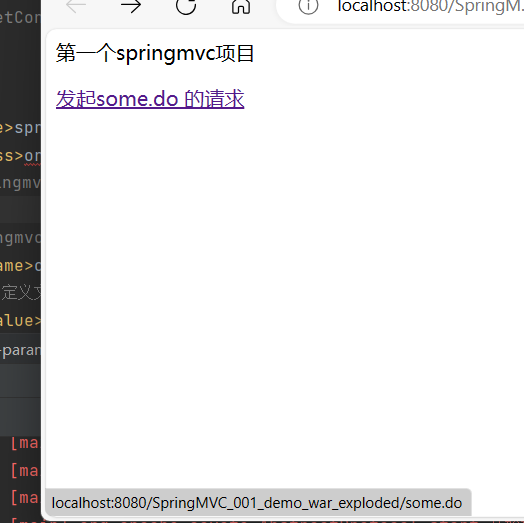 localhost:8080/SpringM
etCon
第一个springmvc项目
发起some.do 的请求
e>spr
ss>or
ingmv
ngmvc
ame>c
定义文
alue>
-paran
[ma
[ma
[ma
localhost:8080/SpringMVC_001_demo_war_exploded/some.do